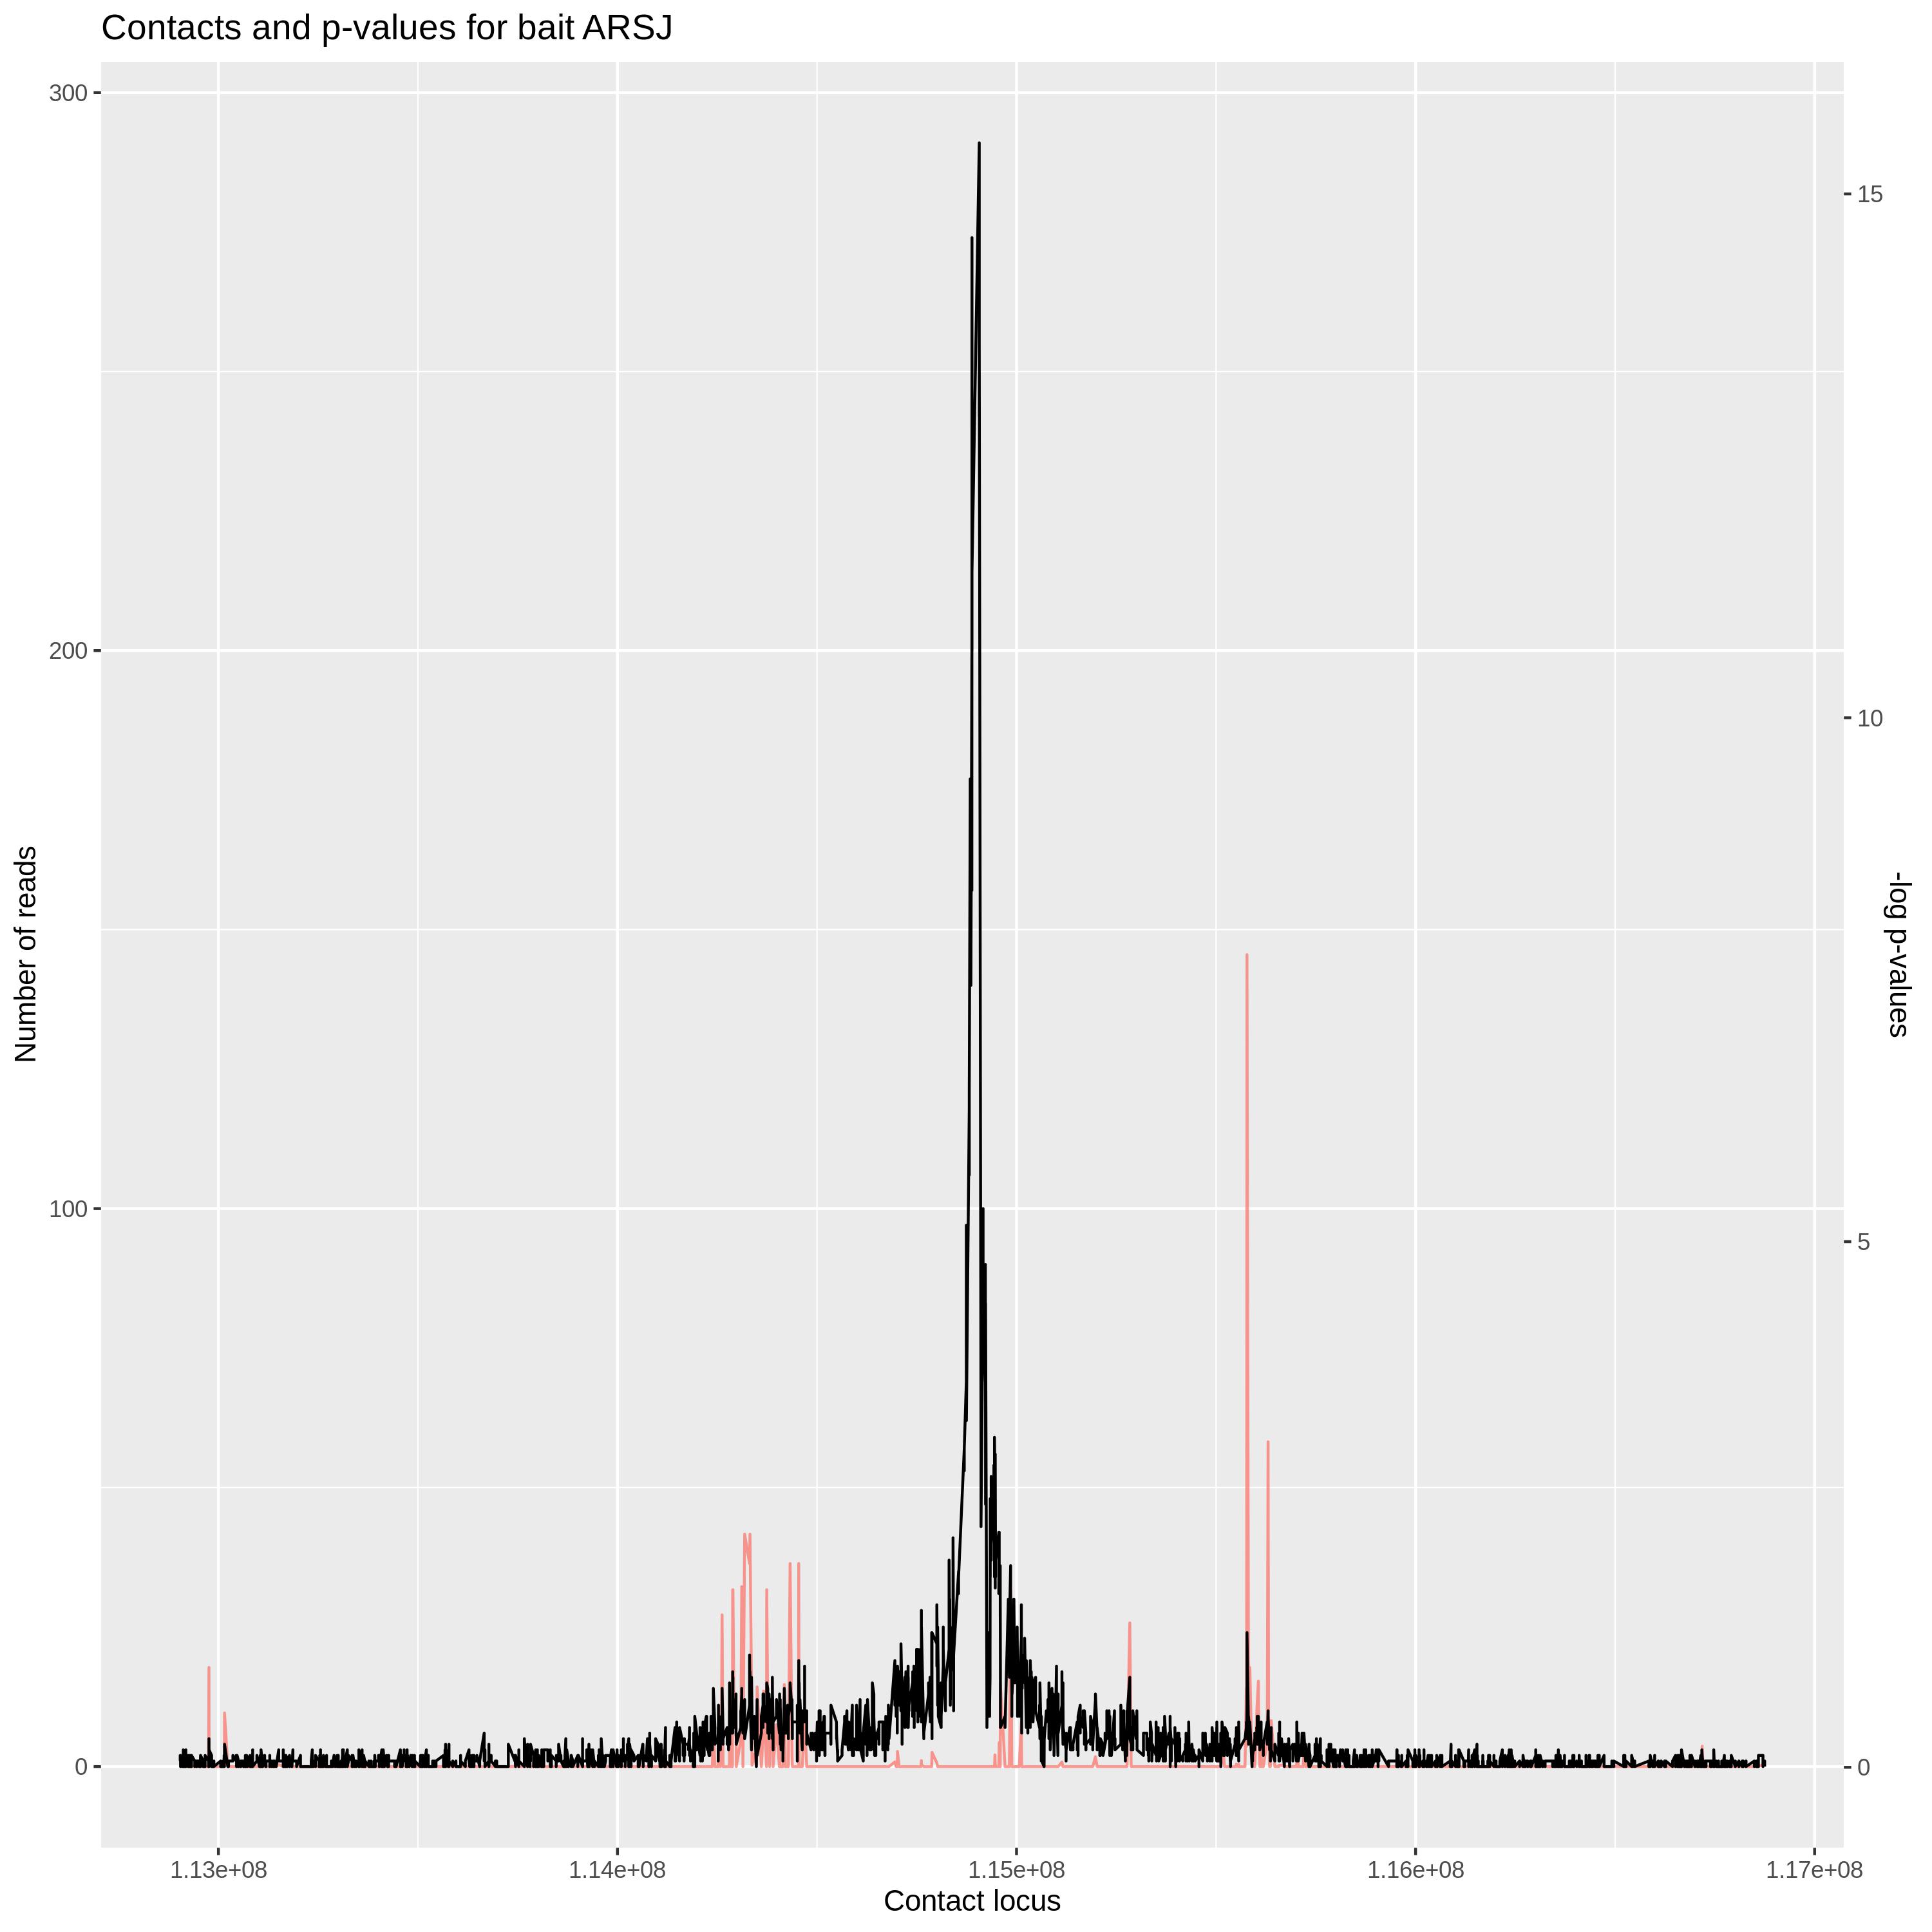 Contacts and p-values for bait ARSJ
300
200
100
0
Number of reads
15
10
5
0
-log p-values
1.13e+08 1.14e+08 1.15e+08 1.16e+08 1.17e+08
Contact locus